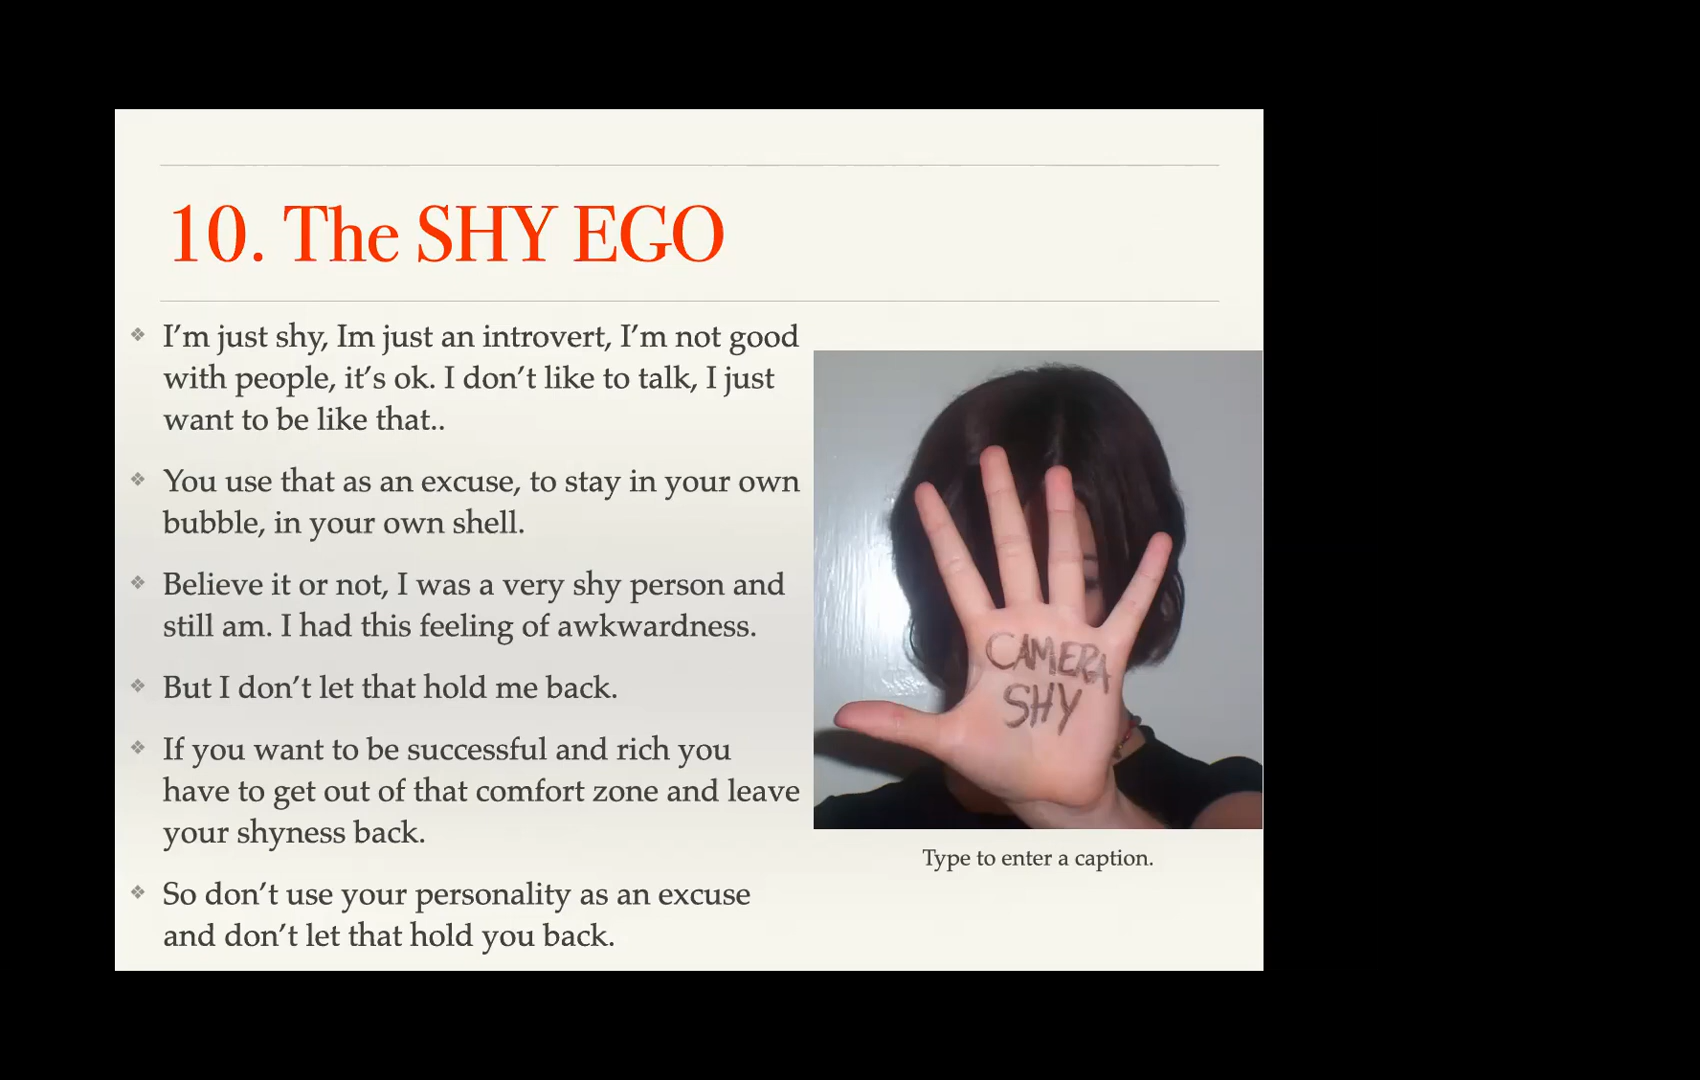 10. The SHY EGO
I’m just shy, Im just an introvert, I’m not good
with people, it’s ok. I don’t like to talk, I just
want to be like that..
You use that as an excuse, to stay in your own
bubble, in your own shell.
Believe it or not, I was a very shy person and
still am. I had this feeling of awkwardness.
But I don’t let that hold me back.
If you want to be successful and rich you
have to get out of that comfort zone and leave
your shyness back.
So don’t use your personality as an excuse
and don’t let that hold you back.
CAMERA
SHY
Type to enter a caption.